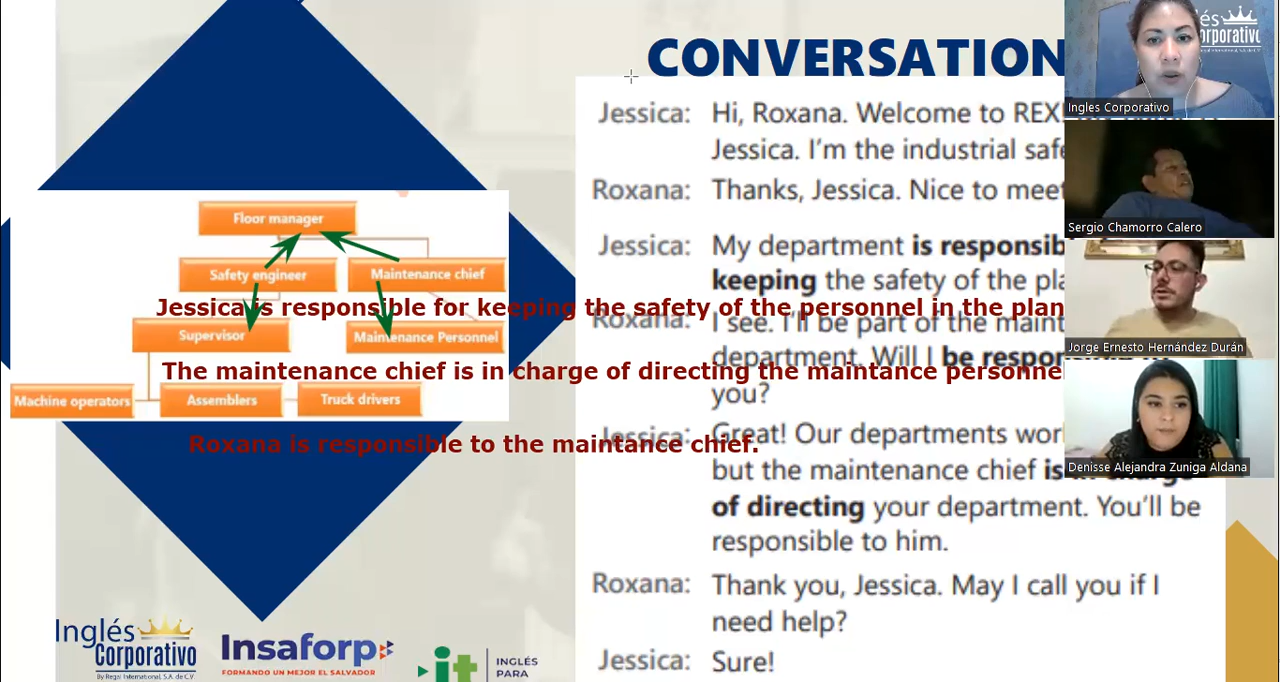 CONVERSATION
Jessica: Hi, Roxana. Welcome to REX!
Jessica. I'm the industrial safe
Roxana: Thanks, Jessica. Nice to meet
Jessica: My department is responsib
keeping the safety of the pla
Roxana: I see. I'll be part of the maint
department. Will I be respon
you?
Jessica: Great! Our departments wor
but the maintenance chief is in charge
of directing your department. You'll be
responsible to him.
Roxana: Thank you, Jessica. May I call you if I
need help?
Jessica: Sure!
Floor manager
Safety engineer
Maintenance chief
Supervisor
Maintenance Personnel
Machine operators
Assemblers
Truck drivers
Jessica is responsible for keeping the safety of the personnel in the plan
The maintenance chief is in charge of directing the maintance personne
Roxana is responsible to the maintance chief.
Inglés
Corporativo
By Regal International, S.A. de C.V.
Insaforp
FORMANDO UN MEJOR EL SALVADOR
it
INGLÉS
PARA
Ingles Corporativo
Sergio Chamorro Calero
Jorge Ernesto Hernández Durán
Denisse Alejandra Zuniga Aldana